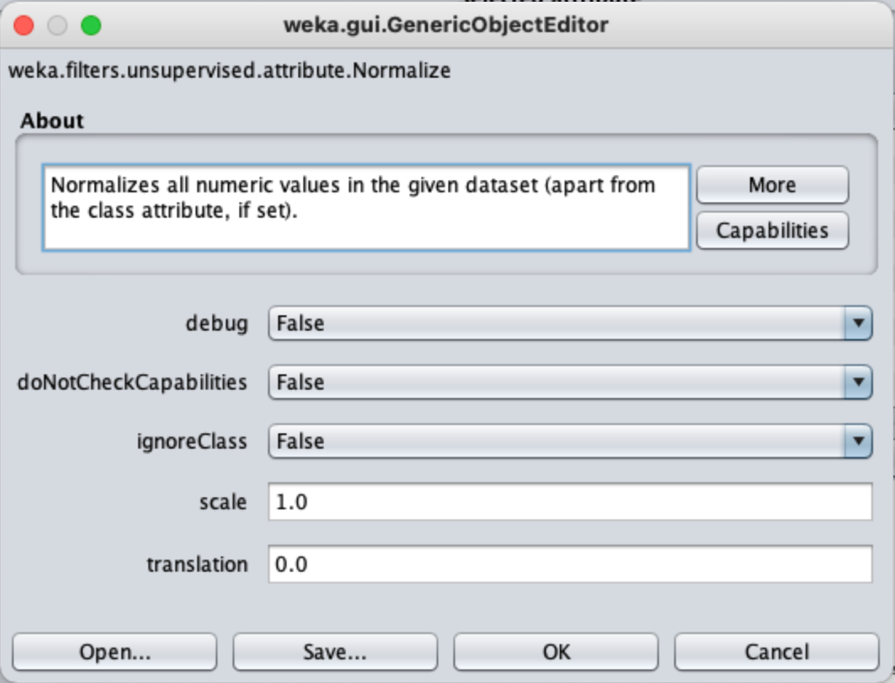 weka.gui.GenericObjectEditor
weka.filters.unsupervised.attribute.Normalize
About
Normalizes all numeric values in the given dataset (apart from
the class attribute, if set).
More
Capabilities
debug False
doNotCheckCapabilities False
ignoreClass False
scale 1.0
translation 0.0
Open... Save... OK Cancel